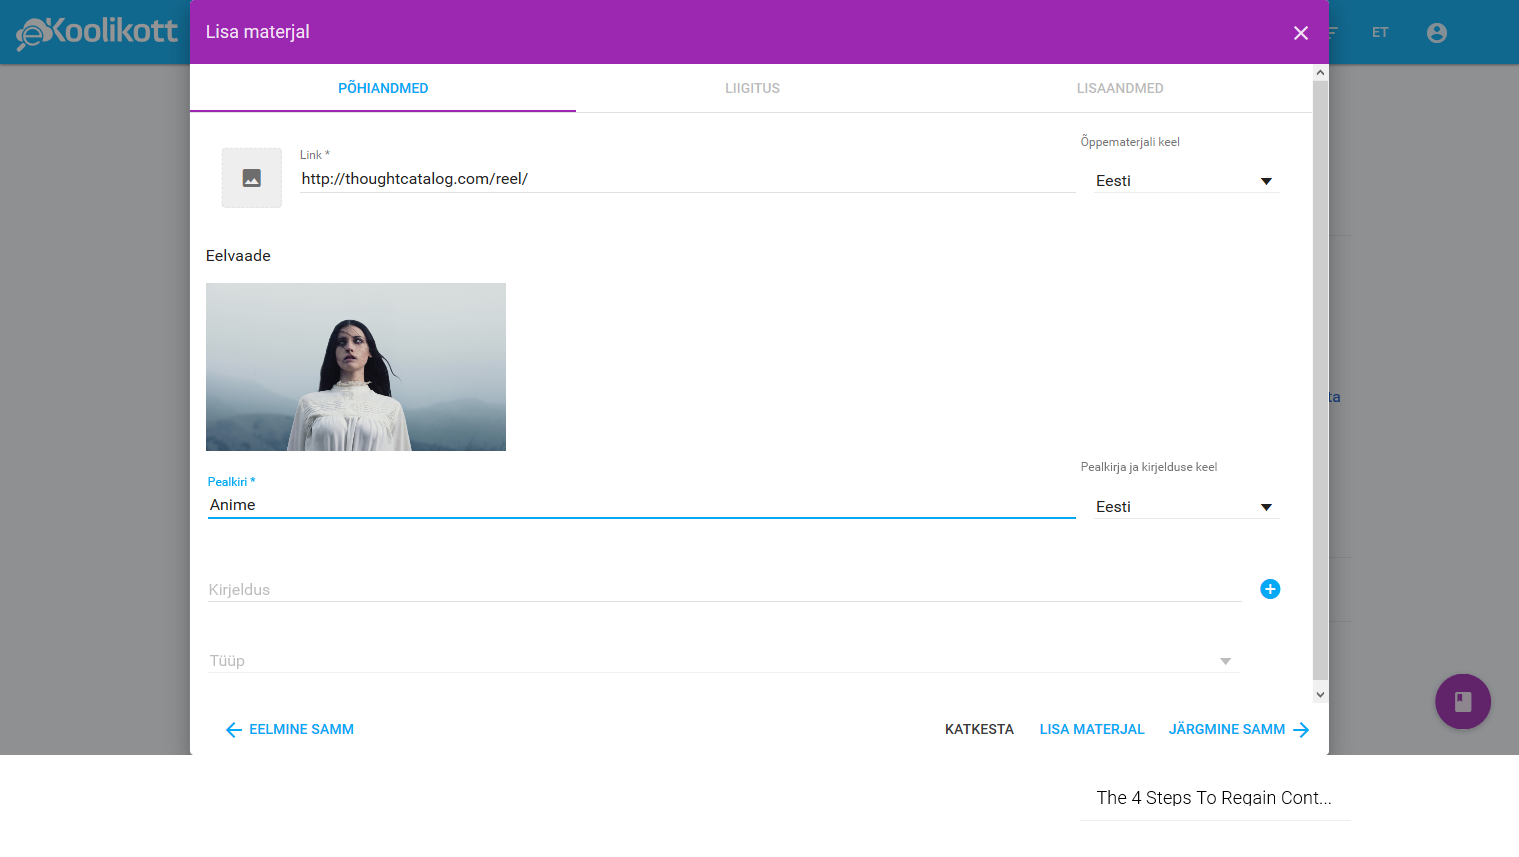 eKoolikott
Lisa materjal
ET
PÕHIANDMED
LIIGITUS
LISAANDMED
Link *
http://thoughtcatalog.com/reel/
Õppematerjali keel
Eesti
Eelvaade
ta
Pealkiri *
Anime
Pealkirja ja kirjelduse keel
Eesti
Kirjeldus
Tüüp
EELMINE SAMM
KATKESTA
LISA MATERJAL
JÄRGMINE SAMM
The 4 Steps To Regain Cont...